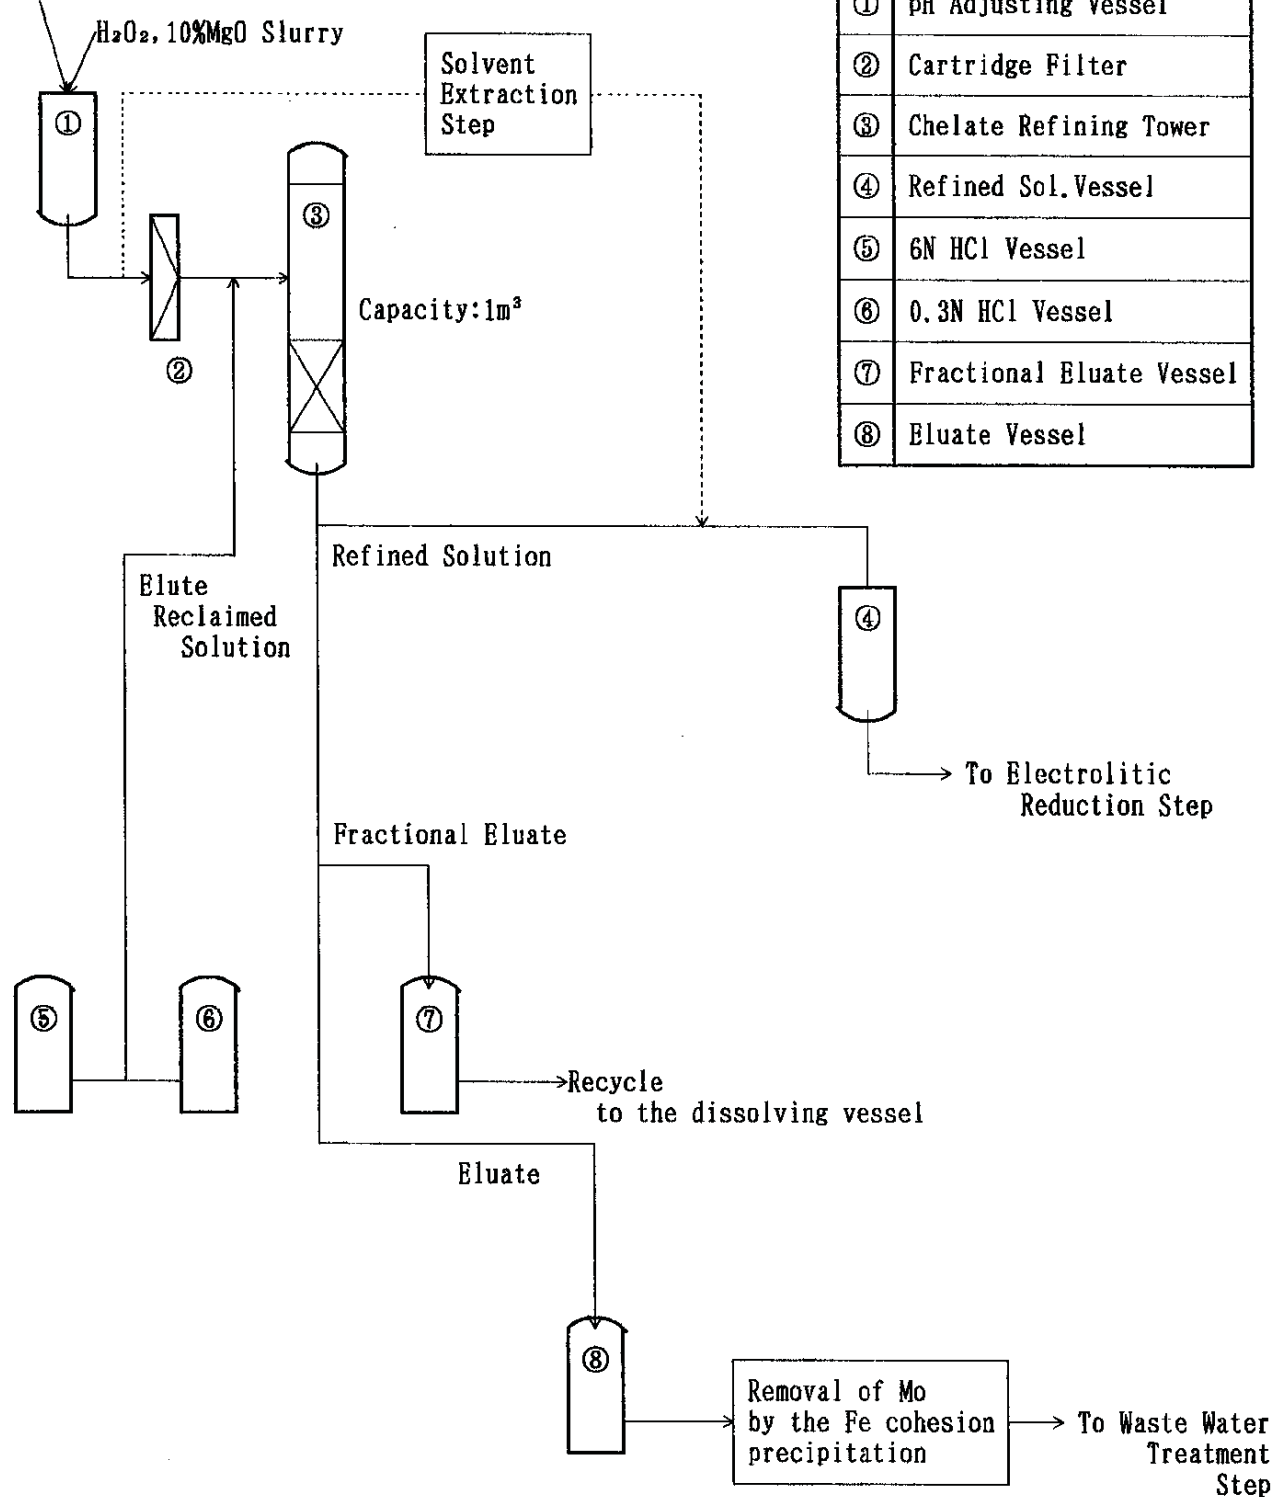 ① pH Adjusting Vessel
H₂O₂, 10%MgO Slurry
② Cartridge Filter
③ Chelate Refining Tower
④ Refined Sol. Vessel
⑤ 6N HCl Vessel
⑥ 0.3N HCl Vessel
⑦ Fractional Eluate Vessel
⑧ Eluate Vessel
Solvent
Extraction
Step
①
③
②
Capacity:1m³
Refined Solution
Elute
Reclaimed
Solution
④
To Electrolitic
Reduction Step
Fractional Eluate
⑤
⑥
⑦
Recycle
to the dissolving vessel
Eluate
⑧
Removal of Mo
by the Fe cohesion
precipitation
To Waste Water
Treatment
Step